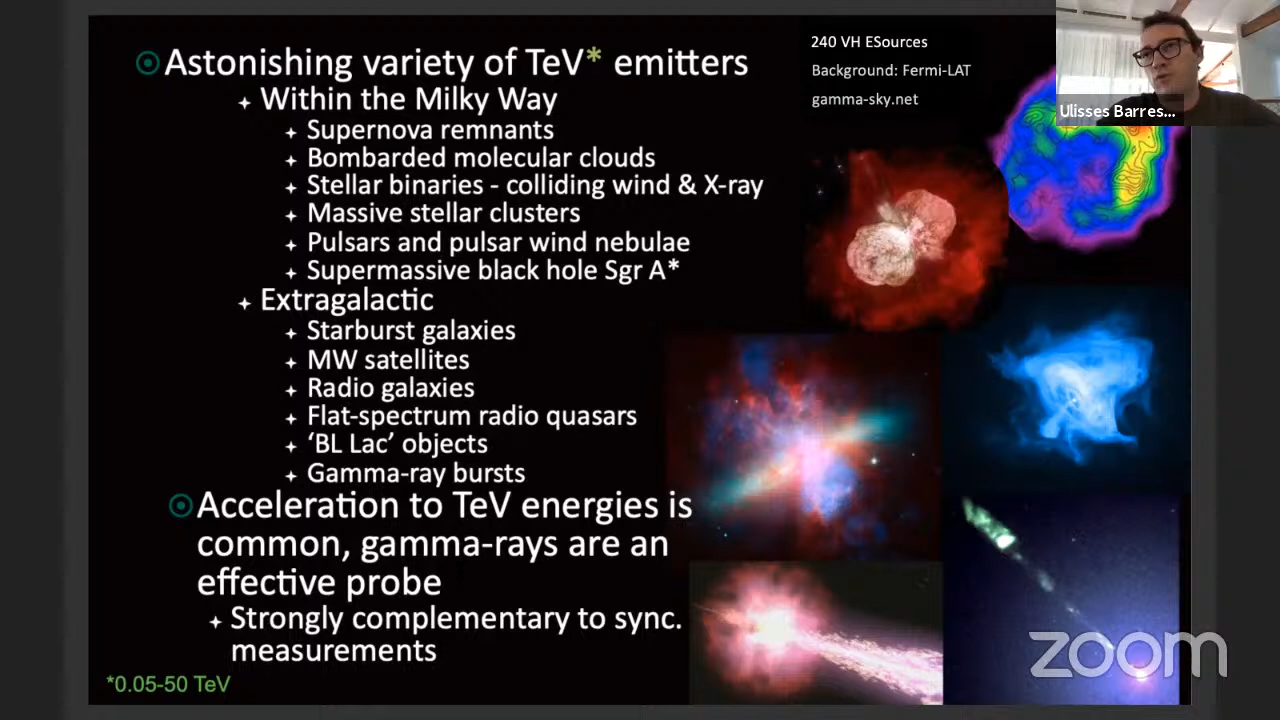 Astonishing variety of TeV* emitters
Within the Milky Way
Supernova remnants
Bombarded molecular clouds
Stellar binaries - colliding wind & X-ray
Massive stellar clusters
Pulsars and pulsar wind nebulae
Supermassive black hole Sgr A*
Extragalactic
Starburst galaxies
MW satellites
Radio galaxies
Flat-spectrum radio quasars
‘BL Lac’ objects
Gamma-ray bursts
Acceleration to TeV energies is
common, gamma-rays are an
effective probe
Strongly complementary to sync.
measurements
*0.05-50 TeV
240 VH ESources
Background: Fermi-LAT
gamma-sky.net
Ulisses Barres...
zoom